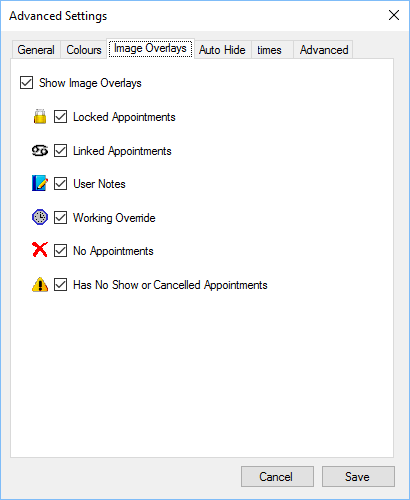 Advanced Settings
General Colours Image Overlays Auto Hide times Advanced
Show Image Overlays
Locked Appointments
Linked Appointments
User Notes
Working Override
No Appointments
Has No Show or Cancelled Appointments
Cancel Save